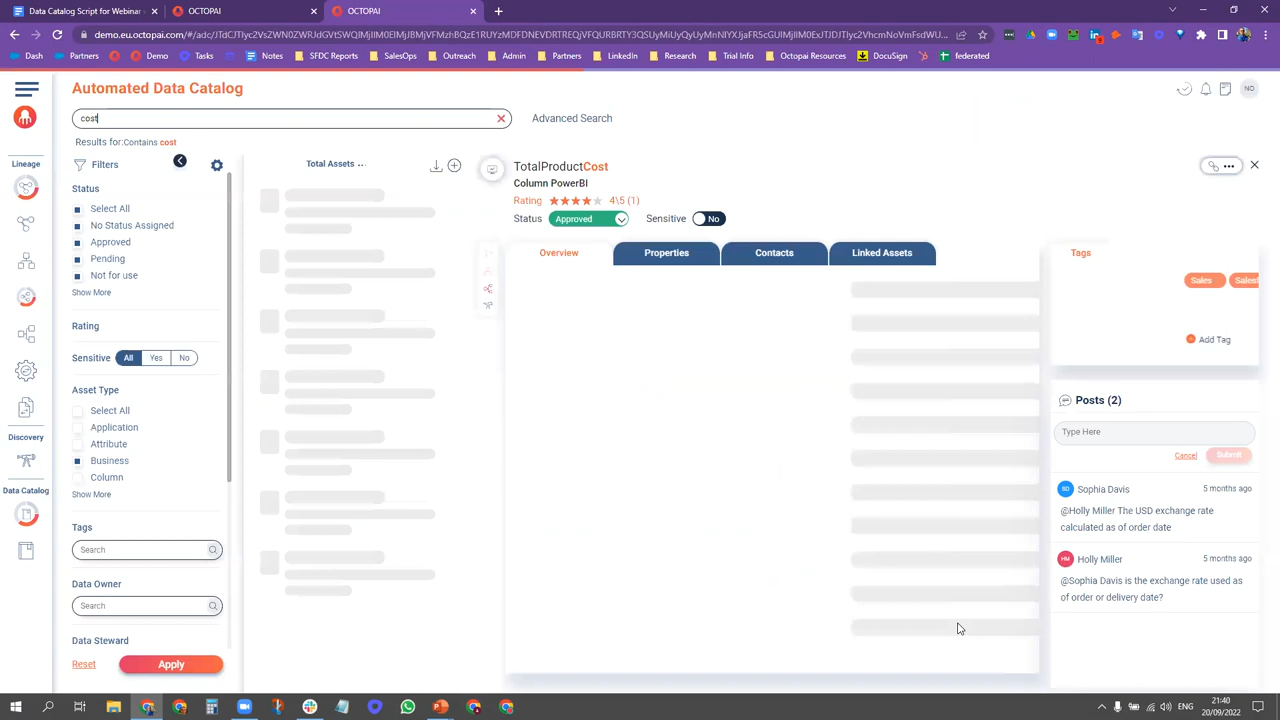 Data Catalog Script for Webinar
OCTOPAI
OCTOPAI
Dash
Partners
Octopai
Demo
Tasks
Notes
SFDC Reports
SalesOps
Outreach
Admin
Partners
LinkedIn
Research
Trial Info
Octopai Resources
DocuSign
federated
Automated Data Catalog
NO
cost
Advanced Search
Results for:Contains cost
Lineage
Discovery
Data Catalog
Filters
Status
Select All
No Status Assigned
Approved
Pending
Not for use
Show More
Rating
Sensitive
All
Yes
No
Asset Type
Select All
Application
Attribute
Business
Column
Show More
Tags
Search
Data Owner
Search
Data Steward
Reset
Apply
Total Assets ...
TotalProductCost
Column PowerBI
Rating
4\5 (1)
Status
Approved
Sensitive
No
Overview
Properties
Contacts
Linked Assets
Tags
Sales
Add Tag
Posts (2)
Type Here
Cancel
Submit
SD
Sophia Davis
5 months ago
@Holly Miller The USD exchange rate
calculated as of order date
HM
Holly Miller
5 months ago
@Sophia Davis is the exchange rate used as
of order or delivery date?
21:40
20/09/2022